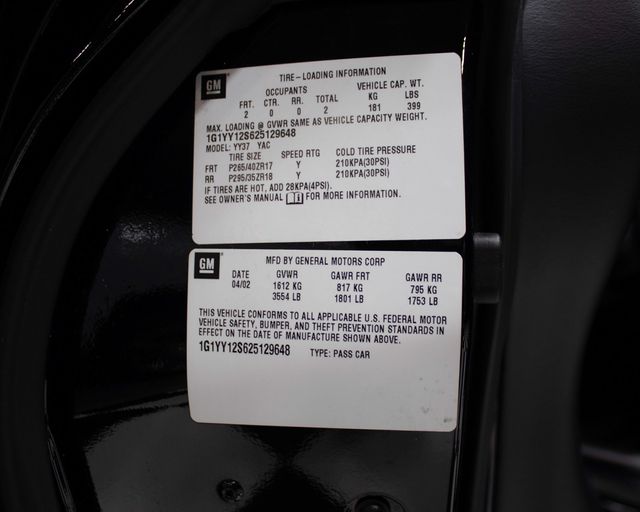 GM
TIRE-LOADING INFORMATION
OCCUPANTS VEHICLE CAP. WT.
FRT. CTR. RR. TOTAL KG LBS
2 0 0 2 181 399
MAX. LOADING @ GVWR SAME AS VEHICLE CAPACITY WEIGHT.
1G1YY12S625129648
MODEL: YY37 YAC
TIRE SIZE SPEED RTG COLD TIRE PRESSURE
FRT P265/40ZR17 Y 210KPA(30PSI)
RR P295/35ZR18 Y 210KPA(30PSI)
IF TIRES ARE HOT, ADD 28KPA(4PSI).
SEE OWNER'S MANUAL FOR MORE INFORMATION.
GM
MFD BY GENERAL MOTORS CORP
DATE GVWR GAWR FRT GAWR RR
04/02 1612 KG 817 KG 795 KG
3554 LB 1801 LB 1753 LB
THIS VEHICLE CONFORMS TO ALL APPLICABLE U.S. FEDERAL MOTOR
VEHICLE SAFETY, BUMPER, AND THEFT PREVENTION STANDARDS IN
EFFECT ON THE DATE OF MANUFACTURE SHOWN ABOVE.
1G1YY12S625129648 TYPE: PASS CAR